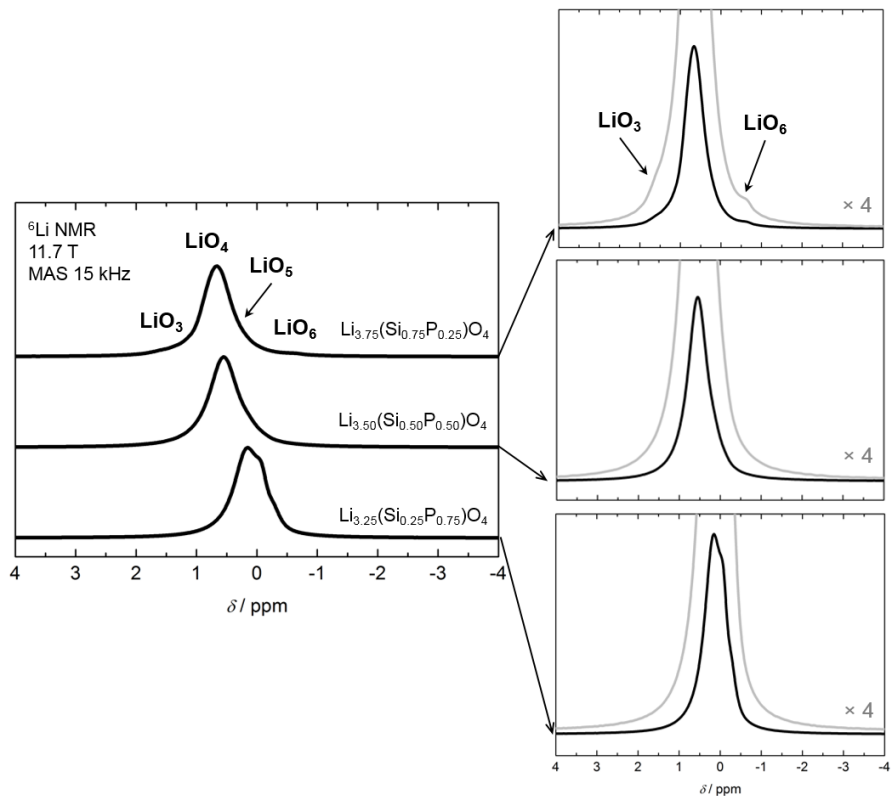 ⁶Li NMR
11.7 T
MAS 15 kHz
LiO₄
LiO₅
LiO₃
LiO₆
Li₃.₇₅(Si₀.₇₅P₀.₂₅)O₄
Li₃.₅₀(Si₀.₅₀P₀.₅₀)O₄
Li₃.₂₅(Si₀.₂₅P₀.₇₅)O₄
4 3 2 1 0 -1 -2 -3 -4
δ / ppm
LiO₃
LiO₆
× 4
× 4
× 4
4 3 2 1 0 -1 -2 -3 -4
δ / ppm